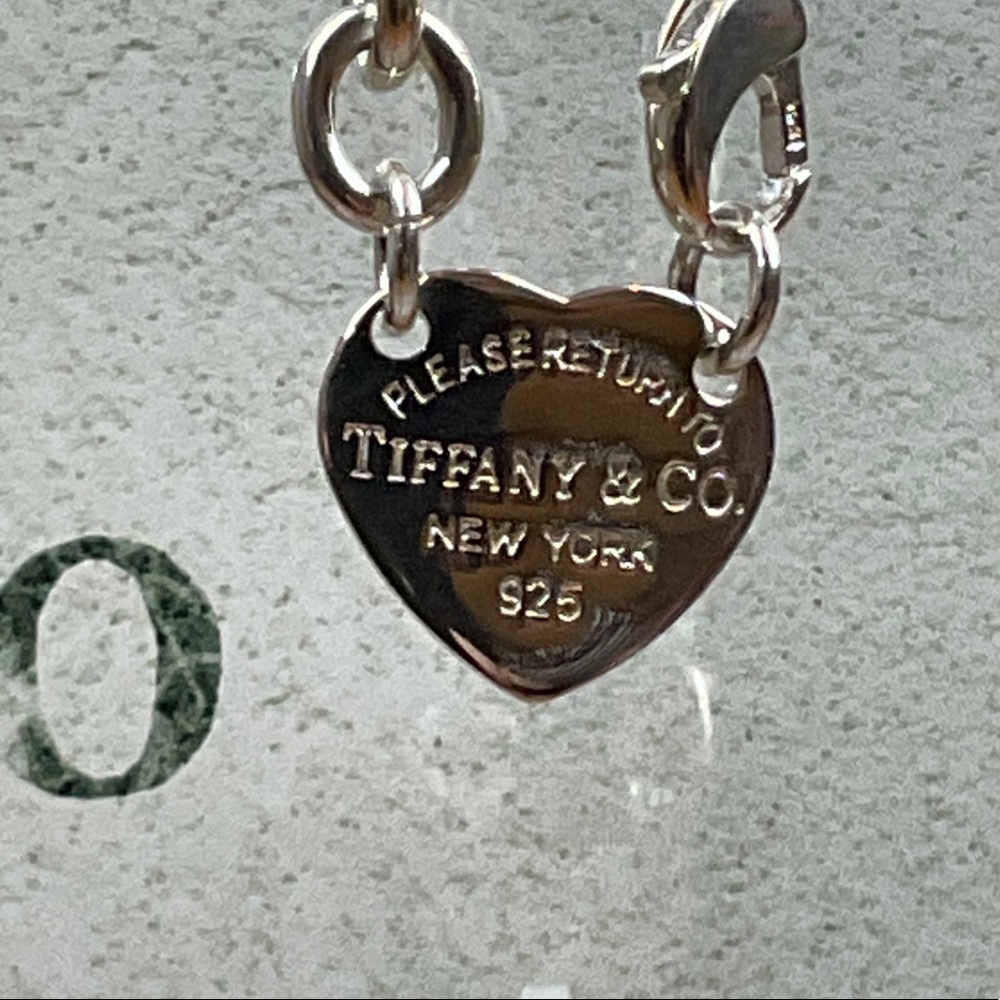 PLEASE RETURN TO
TIFFANY & CO.
NEW YORK
925
O